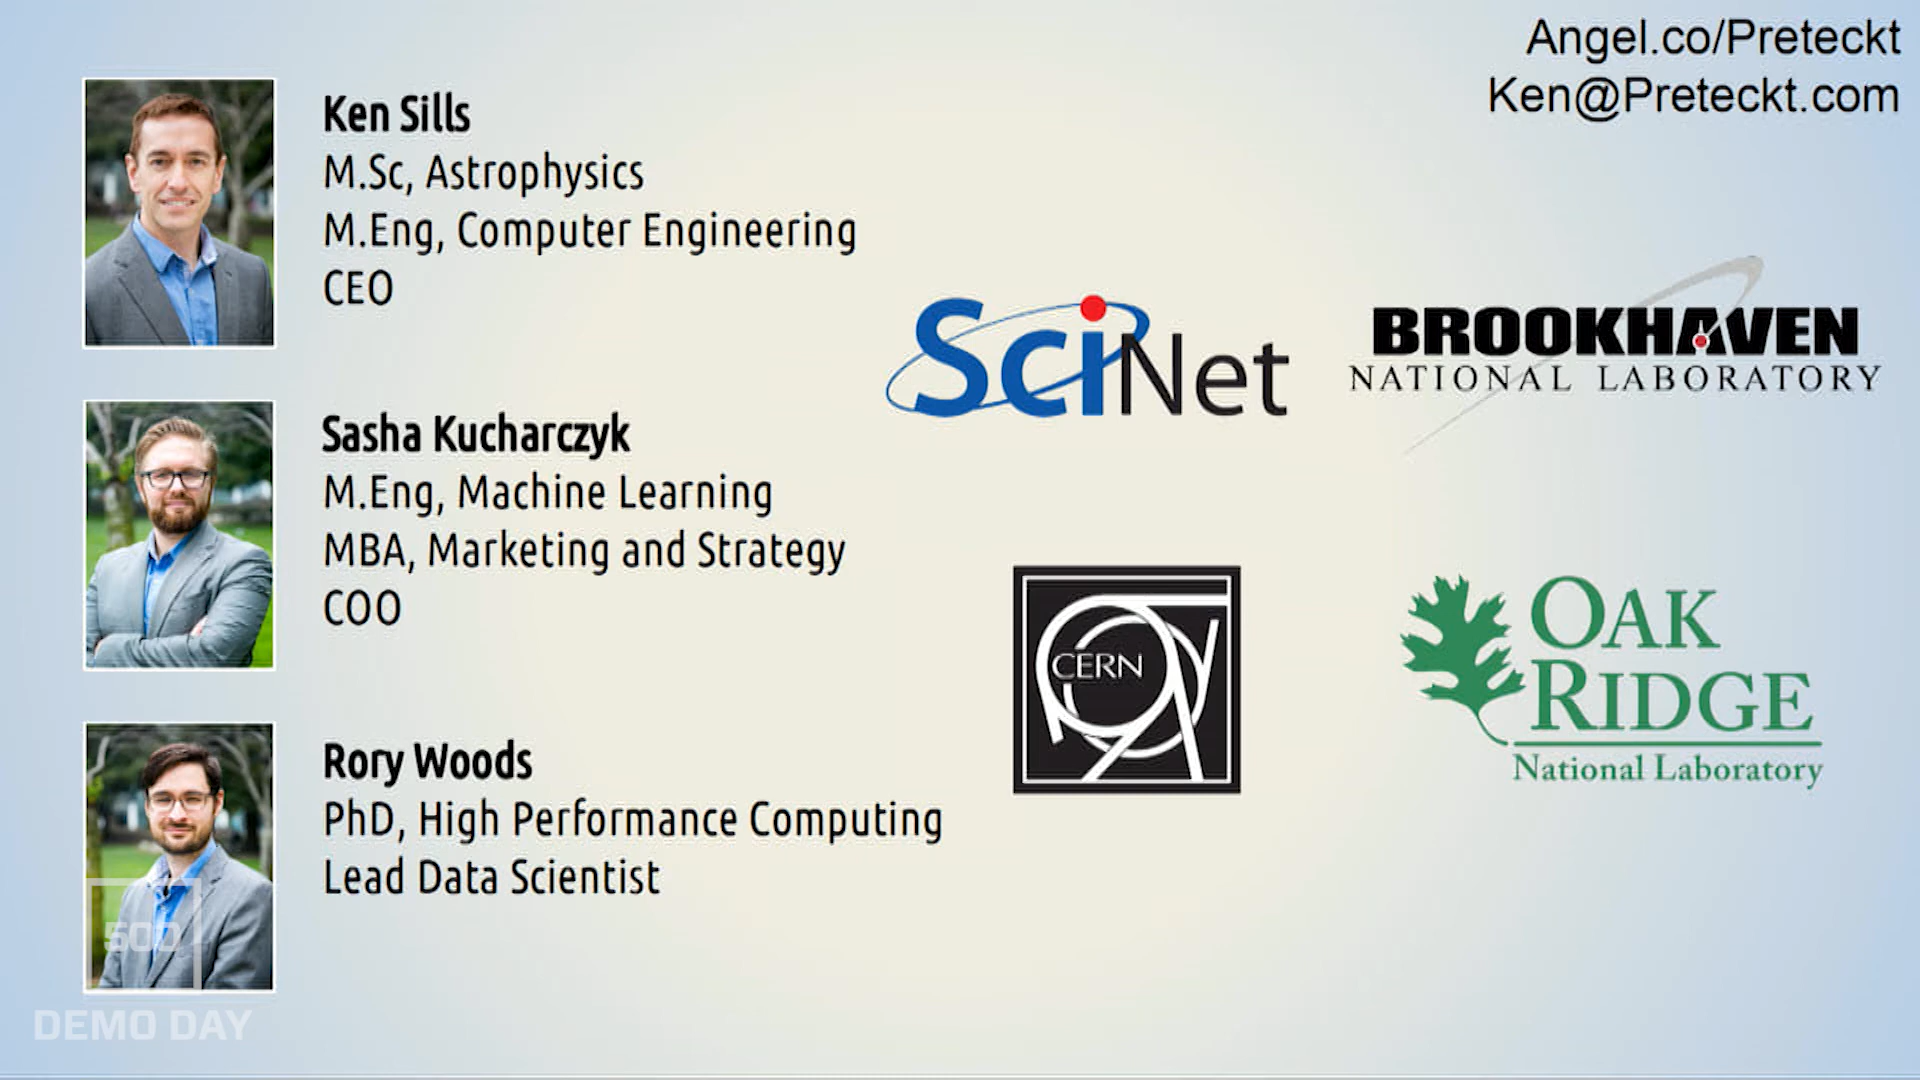 Angel.co/Preteckt
Ken@Preteckt.com
Ken Sills
M.Sc, Astrophysics
M.Eng, Computer Engineering
CEO
Sasha Kucharczyk
M.Eng, Machine Learning
MBA, Marketing and Strategy
COO
Rory Woods
PhD, High Performance Computing
Lead Data Scientist
SciNet
BROOKHAVEN
NATIONAL LABORATORY
CERN
OAK
RIDGE
National Laboratory
500
DEMO DAY